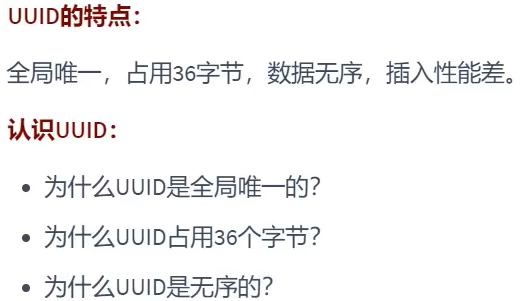 UUID的特点：
全局唯一，占用36字节，数据无序，插入性能差。
认识UUID：
• 为什么UUID是全局唯一的？
• 为什么UUID占用36个字节？
• 为什么UUID是无序的？